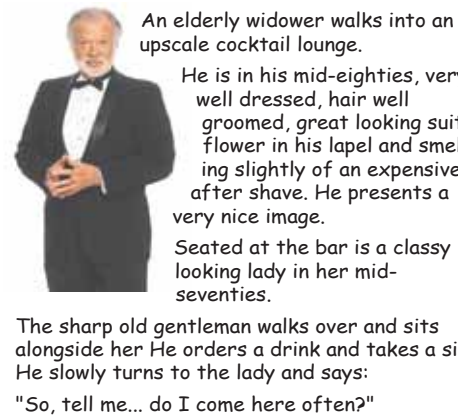 An elderly widower walks into an
upscale cocktail lounge.
He is in his mid-eighties, very
well dressed, hair well
groomed, great looking suit
flower in his lapel and smel
ing slightly of an expensive
after shave. He presents a
very nice image.
Seated at the bar is a classy
looking lady in her mid-
seventies.
The sharp old gentleman walks over and sits
alongside her He orders a drink and takes a si
He slowly turns to the lady and says:
"So, tell me... do I come here often?"